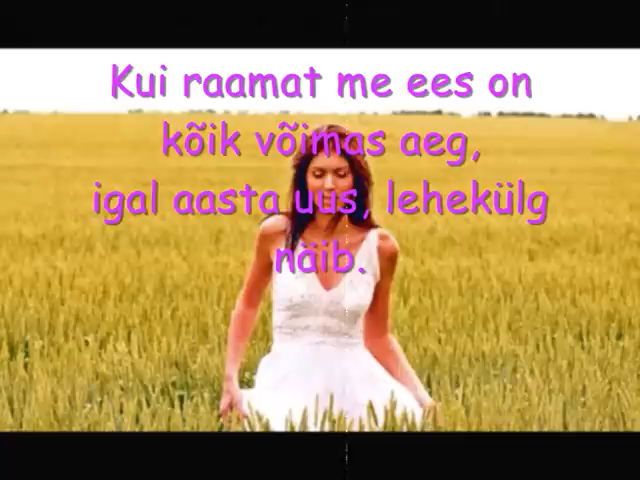 Kui raamat me ees on
kõik võimas aeg,
igal aasta uus, lehekülg
näib.